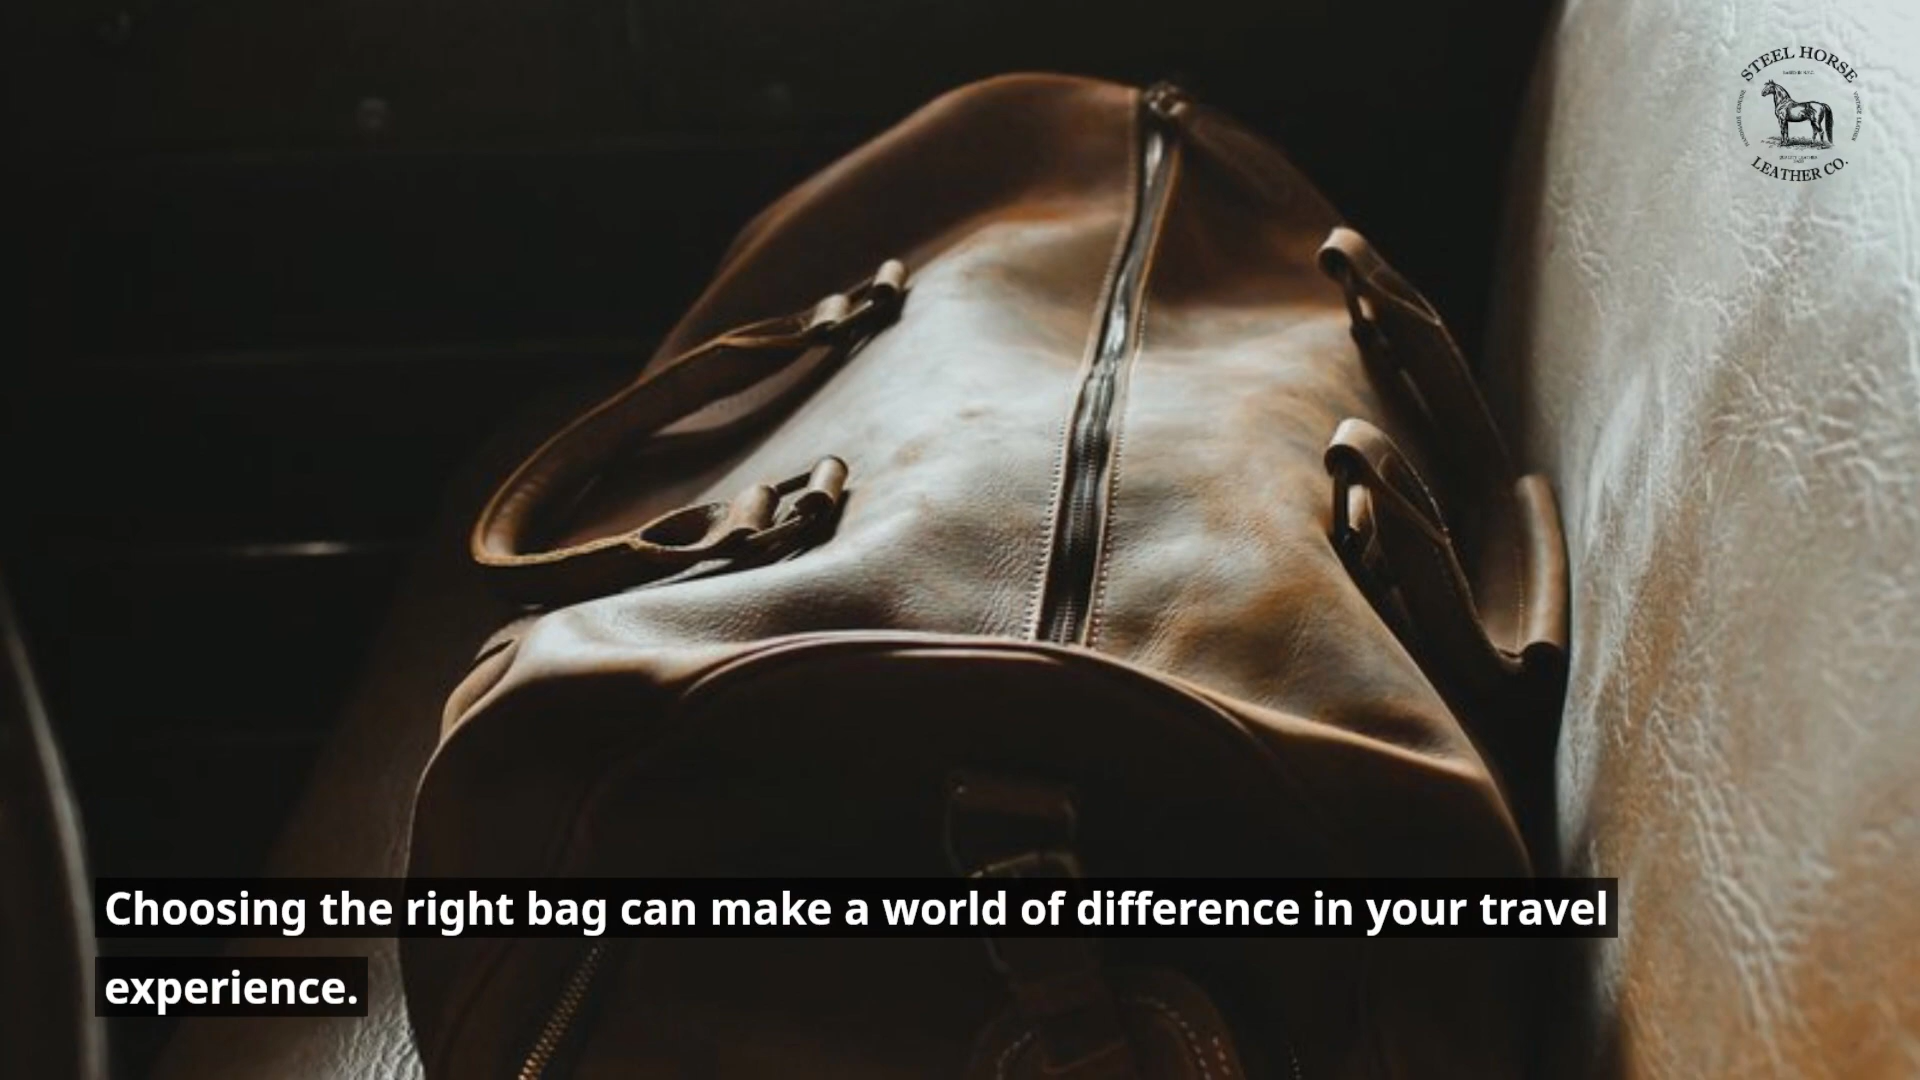 STEEL HORSE
LEATHER CO.
Choosing the right bag can make a world of difference in your travel
experience.